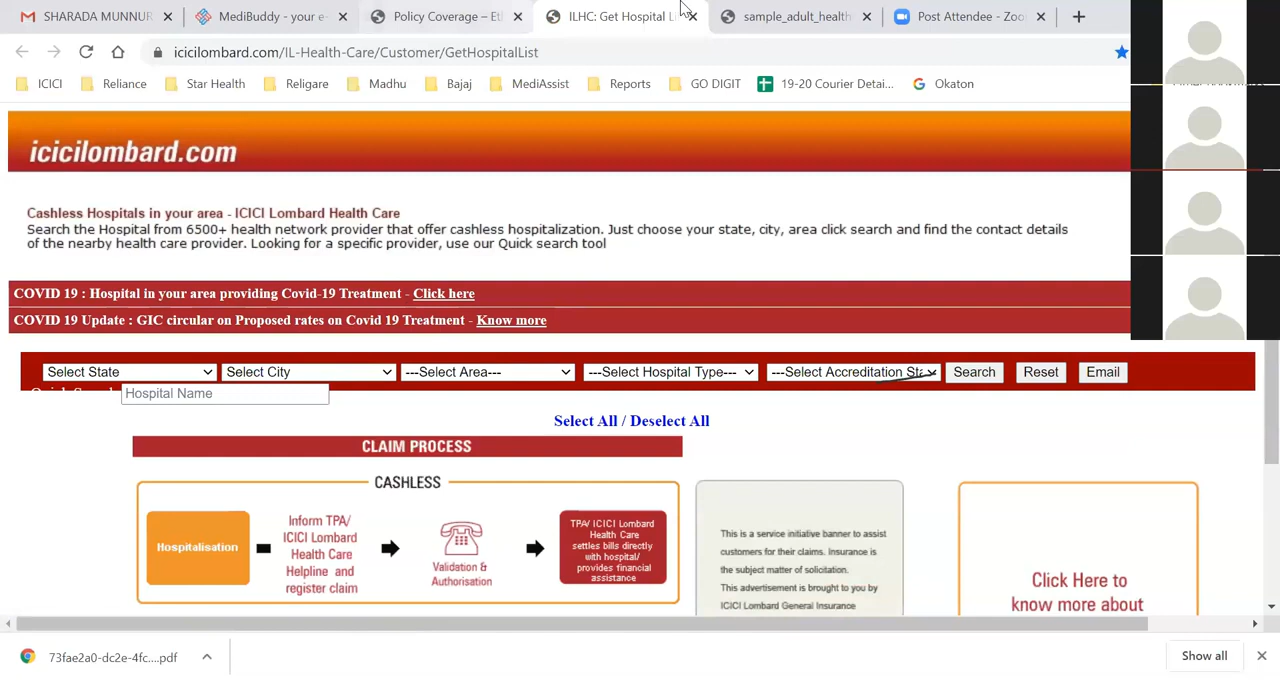 SHARADA MUNNUR
MediBuddy - your e-
Policy Coverage – Etl
ILHC: Get Hospital L
sample_adult_health
Post Attendee - Zoo
icicilombard.com/IL-Health-Care/Customer/GetHospitalList
ICICI
Reliance
Star Health
Religare
Madhu
Bajaj
MediAssist
Reports
GO DIGIT
19-20 Courier Detai...
Okaton
icicilombard.com
Cashless Hospitals in your area - ICICI Lombard Health Care
Search the Hospital from 6500+ health network provider that offer cashless hospitalization. Just choose your state, city, area click search and find the contact details
of the nearby health care provider. Looking for a specific provider, use our Quick search tool
COVID 19 : Hospital in your area providing Covid-19 Treatment - Click here
COVID 19 Update : GIC circular on Proposed rates on Covid 19 Treatment - Know more
Select State
Select City
---Select Area---
---Select Hospital Type---
---Select Accreditation Sta
Search
Reset
Email
Hospital Name
Select All / Deselect All
CLAIM PROCESS
CASHLESS
Hospitalisation
Inform TPA/
ICICI Lombard
Health Care
Helpline and
register claim
Validation &
Authorisation
TPA/ ICICI Lombard
Health Care
settles bills directly
with hospital/
provides financial
assistance
This is a service initiative banner to assist
customers for their claims. Insurance is
the subject matter of solicitation.
This advertisement is brought to you by
ICICI Lombard General Insurance
Click Here to
know more about
73fae2a0-dc2e-4fc....pdf
Show all